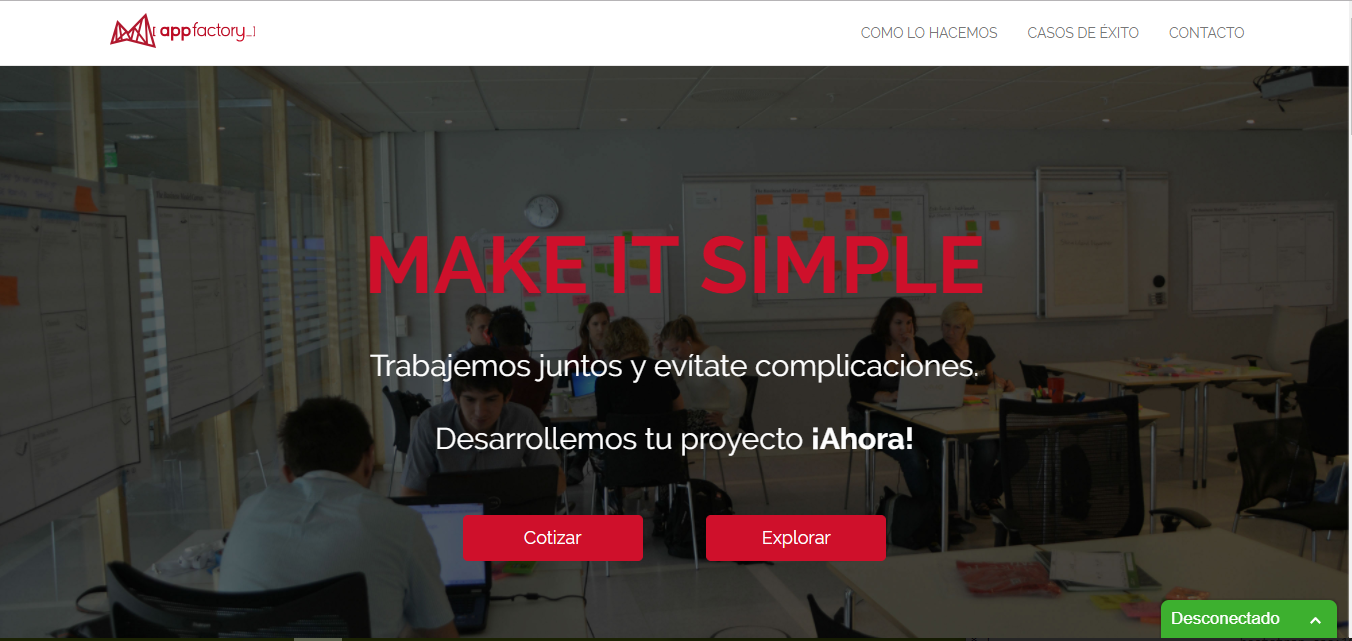 [ appfactory_]
COMO LO HACEMOS
CASOS DE ÉXITO
CONTACTO
MAKE IT SIMPLE
Trabajemos juntos y evítate complicaciones.
Desarrollemos tu proyecto ¡Ahora!
Cotizar
Explorar
Desconectado